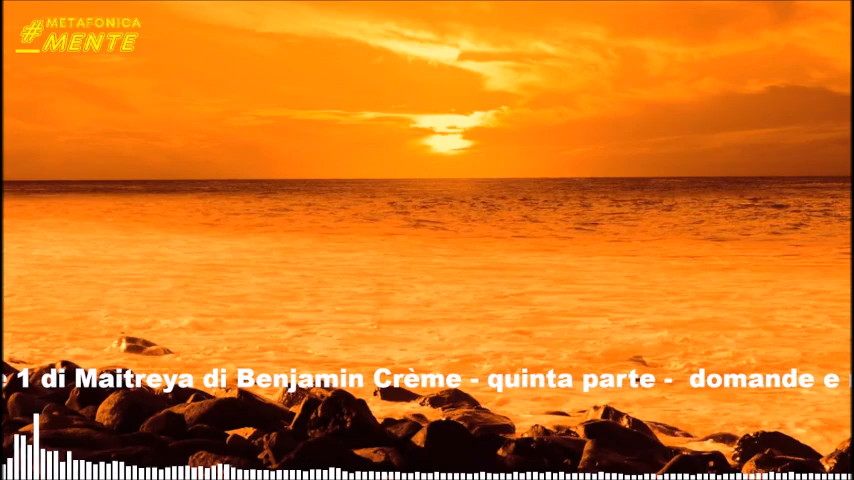 #METAFONICA
MENTE
1 di Maitreya di Benjamin Crème - quinta parte - domande e